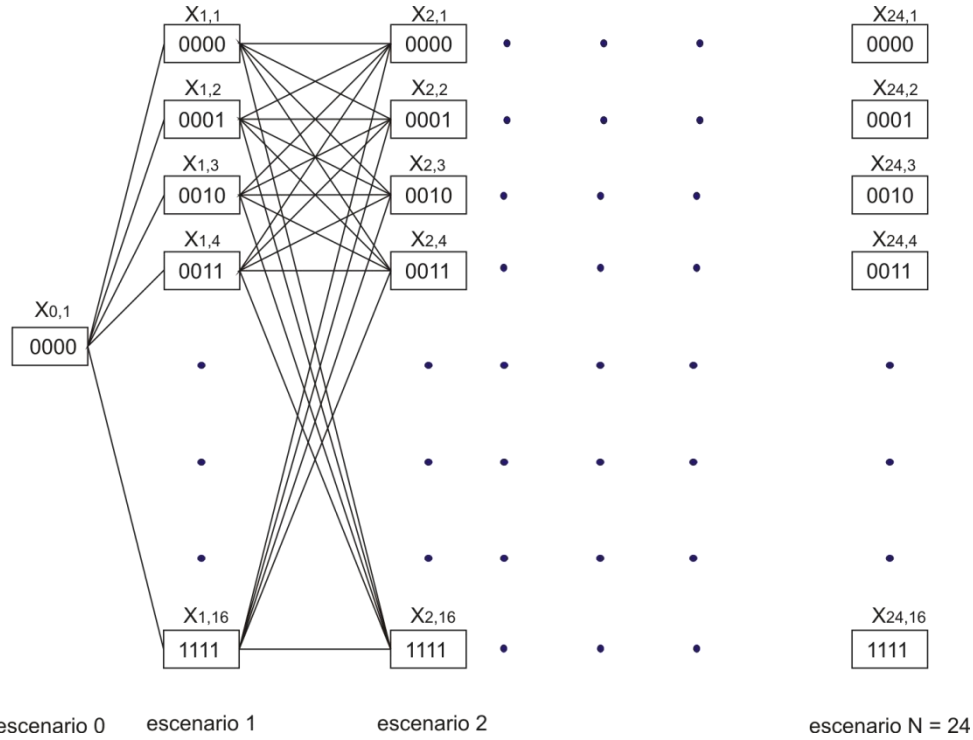 X1,1 X2,1 X24,1
0000 0000 0000
X1,2 X2,2 X24,2
0001 0001 0001
X1,3 X2,3 X24,3
0010 0010 0010
X1,4 X2,4 X24,4
0011 0011 0011
X0,1
0000
X1,16 X2,16 X24,16
1111 1111 1111
escenario 0 escenario 1 escenario 2 escenario N = 24